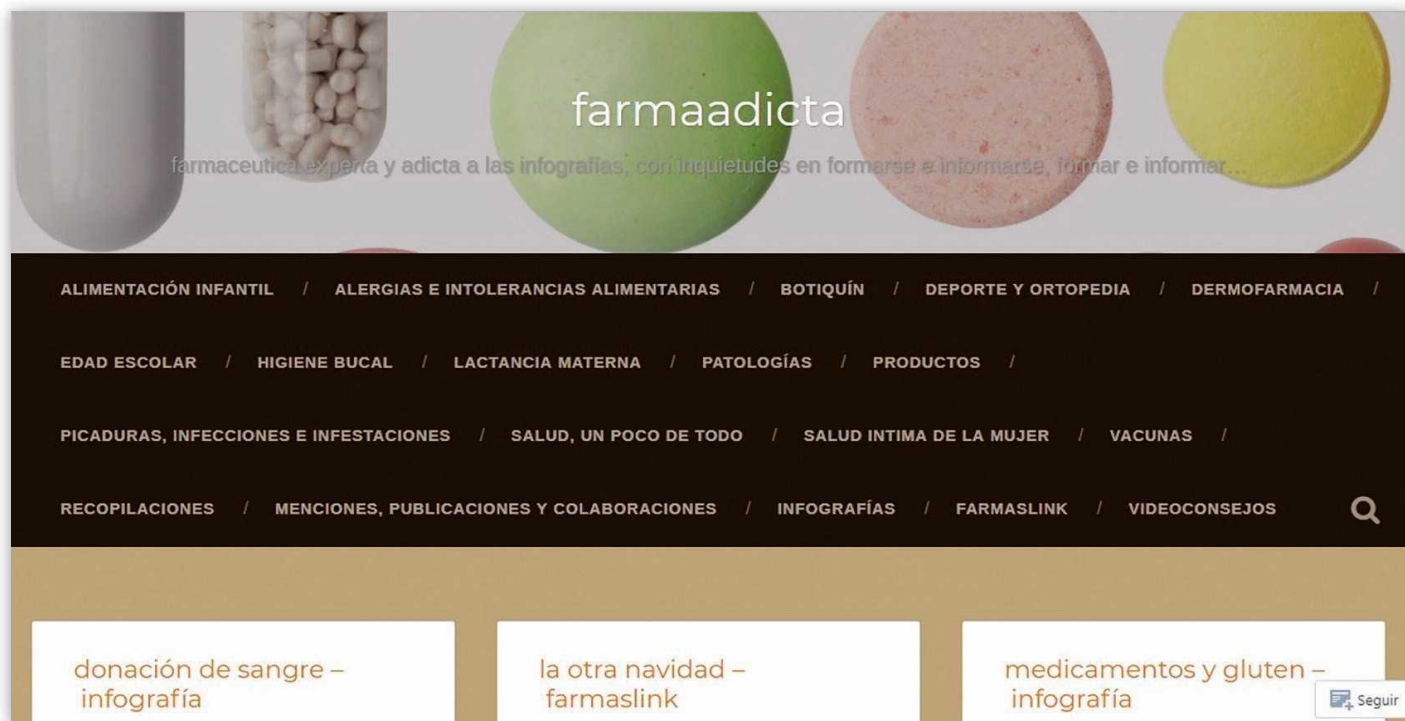 farmaadicta
farmaceutica experta y adicta a las infografías, con inquietudes en formarse e informarse, formar e informar...
ALIMENTACIÓN INFANTIL / ALERGIAS E INTOLERANCIAS ALIMENTARIAS / BOTIQUÍN / DEPORTE Y ORTOPEDIA / DERMOFARMACIA /
EDAD ESCOLAR / HIGIENE BUCAL / LACTANCIA MATERNA / PATOLOGÍAS / PRODUCTOS /
PICADURAS, INFECCIONES E INFESTACIONES / SALUD, UN POCO DE TODO / SALUD INTIMA DE LA MUJER / VACUNAS /
RECOPILACIONES / MENCIONES, PUBLICACIONES Y COLABORACIONES / INFOGRAFÍAS / FARMASLINK / VIDEOCONSEJOS
donación de sangre –
infografía
la otra navidad –
farmaslink
medicamentos y gluten –
infografía
Seguir